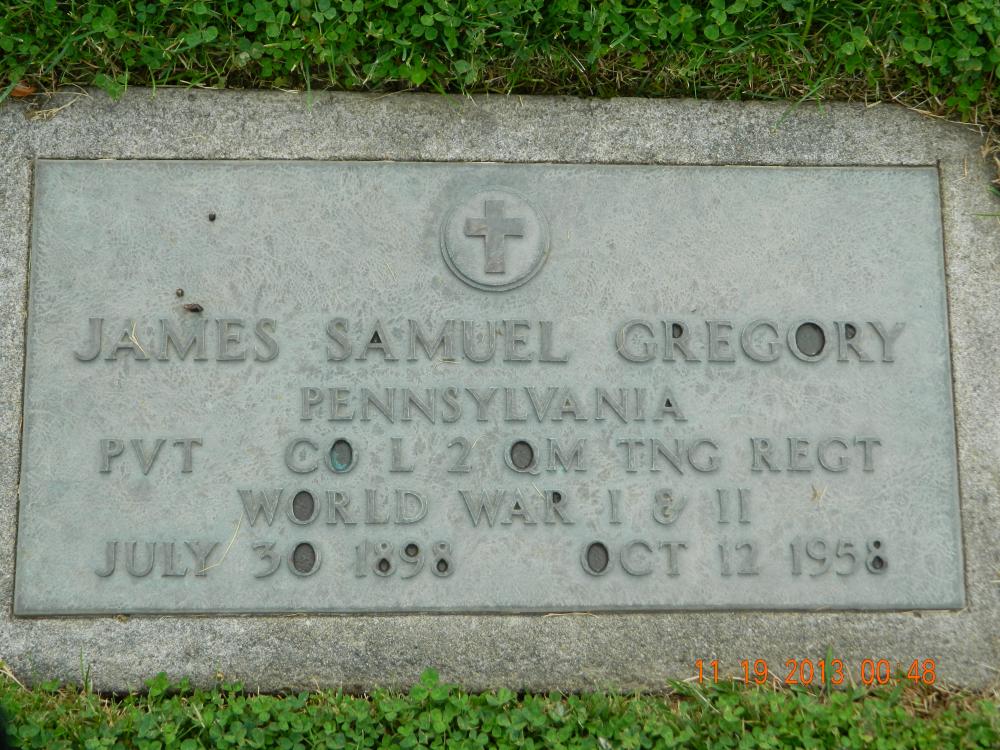 JAMES SAMUEL GREGORY
PENNSYLVANIA
PVT CO L 2 QM TNG REGT
WORLD WAR I & II
JULY 30 1898 OCT 12 1958
11 19 2013 00:48